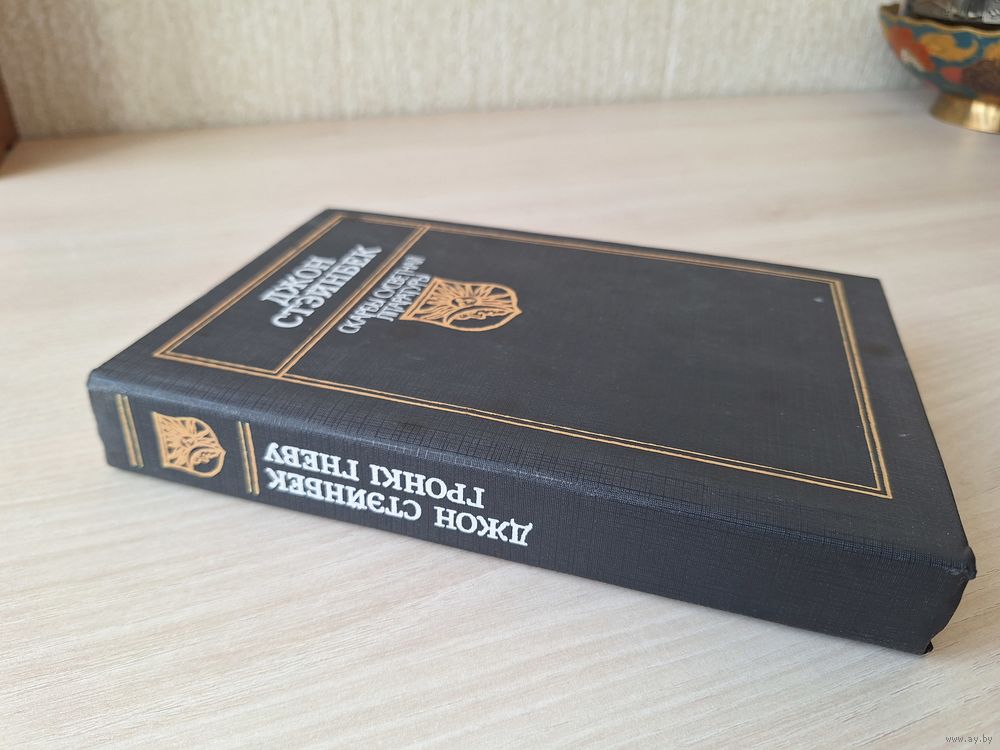 ДЖОН
СТЭЙНБЕК
СКАРБЫ СУСВЕТНАЙ
ЛІТАРАТУРЫ
ДЖОН СТЭЙНБЕК
ГРОНКІ ГНЕВУ
www.ay.by